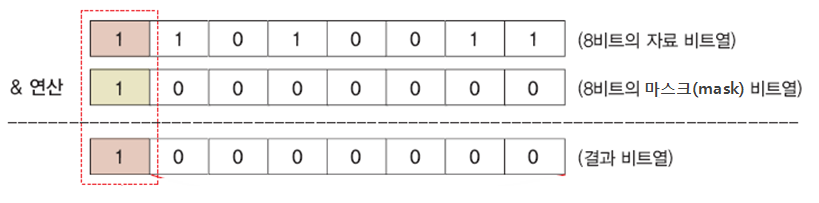 1 1 0 1 0 0 1 1 (8비트의 자료 비트열)
& 연산 1 0 0 0 0 0 0 0 (8비트의 마스크(mask) 비트열)
1 0 0 0 0 0 0 0 (결과 비트열)